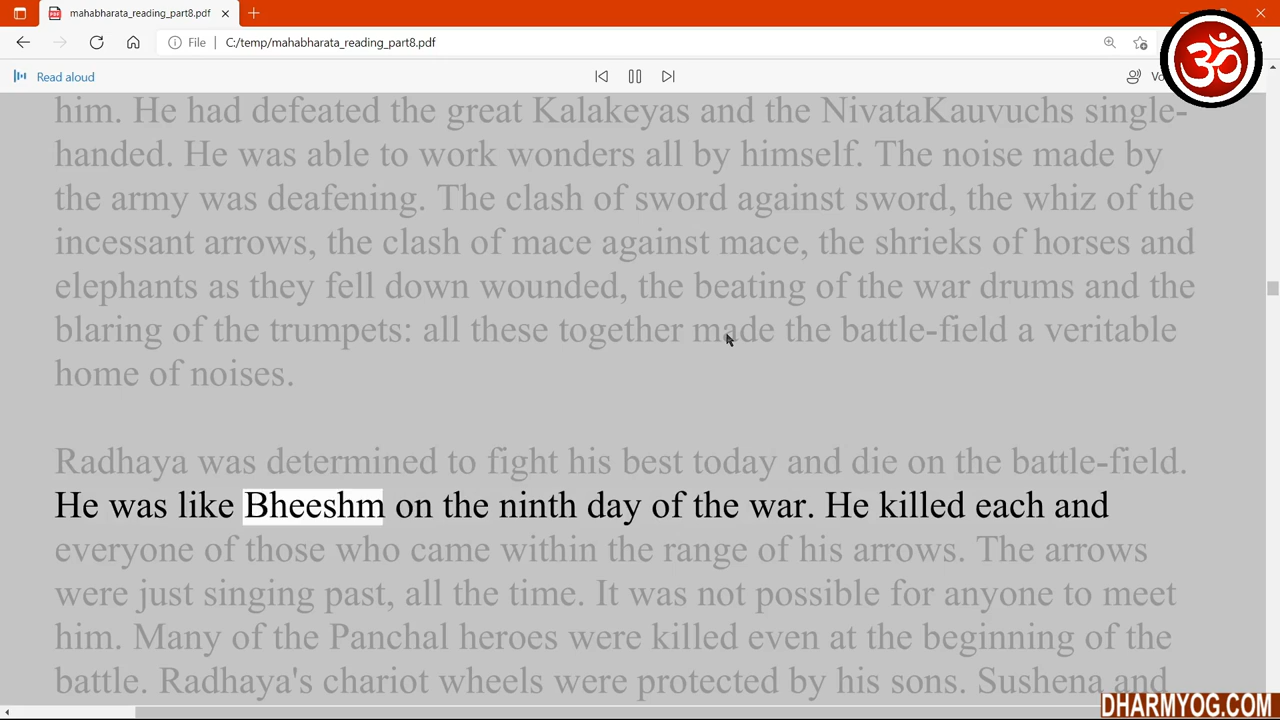 mahabharata_reading_part8.pdf
File
C:/temp/mahabharata_reading_part8.pdf
Read aloud
ॐ
him. He had defeated the great Kalakeyas and the NivataKauvuchs single-
handed. He was able to work wonders all by himself. The noise made by
the army was deafening. The clash of sword against sword, the whiz of the
incessant arrows, the clash of mace against mace, the shrieks of horses and
elephants as they fell down wounded, the beating of the war drums and the
blaring of the trumpets: all these together made the battle-field a veritable
home of noises.
Radhaya was determined to fight his best today and die on the battle-field.
He was like Bheeshm on the ninth day of the war. He killed each and
everyone of those who came within the range of his arrows. The arrows
were just singing past, all the time. It was not possible for anyone to meet
him. Many of the Panchal heroes were killed even at the beginning of the
battle. Radhaya's chariot wheels were protected by his sons. Sushena and
DHARMYOG.COM